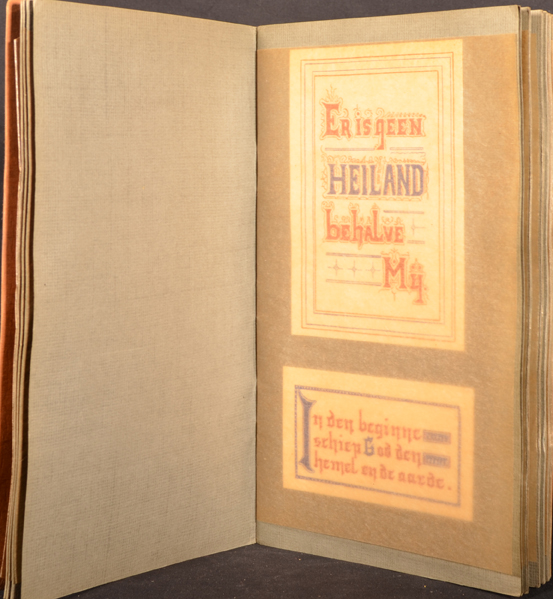 Er is geen
HEILAND
behalve
Mij.
In den beginne
schiep God den
hemel en de aarde.